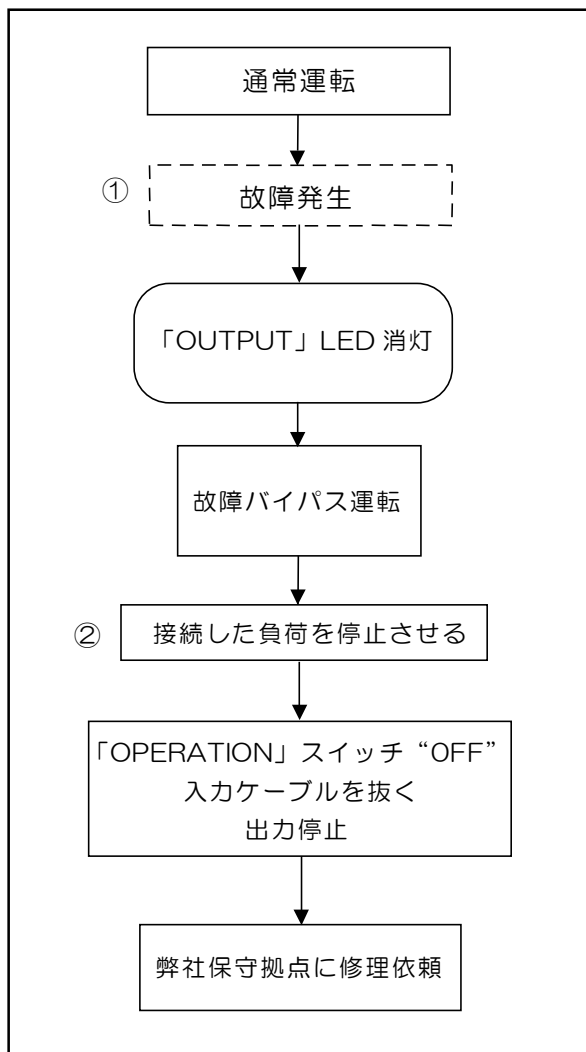 通常運転
① 故障発生
「OUTPUT」LED 消灯
故障バイパス運転
② 接続した負荷を停止させる
「OPERATION」スイッチ“OFF”
入力ケーブルを抜く
出力停止
弊社保守拠点に修理依頼